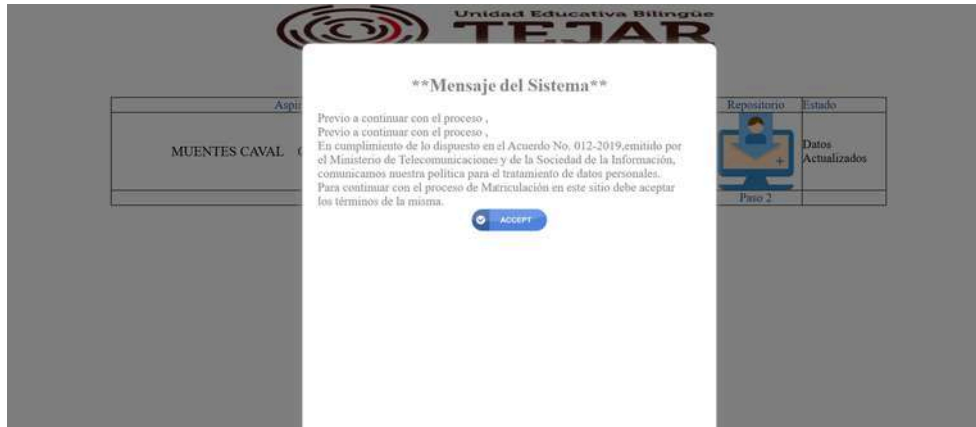 Unidad Educativa Bilingüe
TEJAR
**Mensaje del Sistema**
Previo a continuar con el proceso ,
Previo a continuar con el proceso ,
En cumplimiento de lo dispuesto en el Acuerdo No. 012-2019,emitido por
el Ministerio de Telecomunicaciones y de la Sociedad de la Información,
comunicamos nuestra política para el tratamiento de datos personales.
Para continuar con el proceso de Matriculación en este sitio debe aceptar
los términos de la misma.
ACCEPT
Repositorio Estado
MUENTES CAVAL
Datos
Actualizados
Paso 2